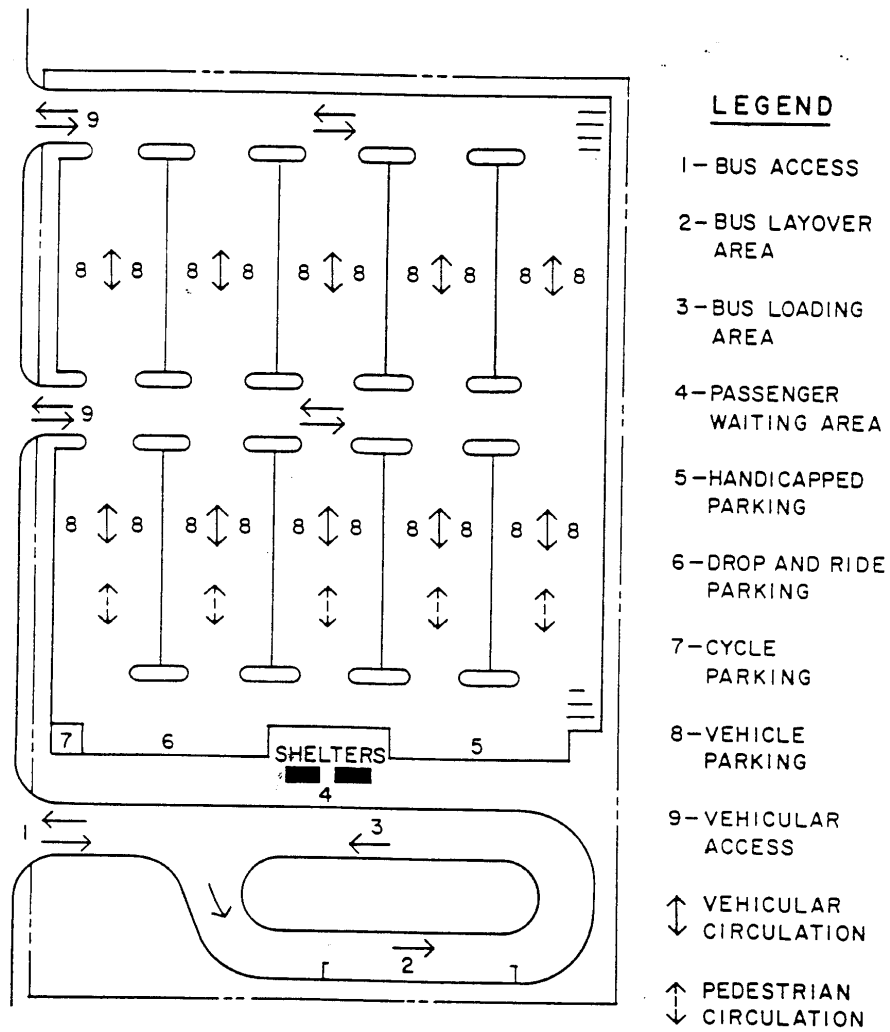 LEGEND
1-BUS ACCESS
2-BUS LAYOVER
AREA
3-BUS LOADING
AREA
4-PASSENGER
WAITING AREA
5-HANDICAPPED
PARKING
6-DROP AND RIDE
PARKING
7-CYCLE
PARKING
8-VEHICLE
PARKING
9-VEHICULAR
ACCESS
VEHICULAR
CIRCULATION
PEDESTRIAN
CIRCULATION
9
8 8 8 8 8 8 8 8 8 8
9
8 8 8 8 8 8 8 8 8 8
7 6 5
SHELTERS
4
1 3
2